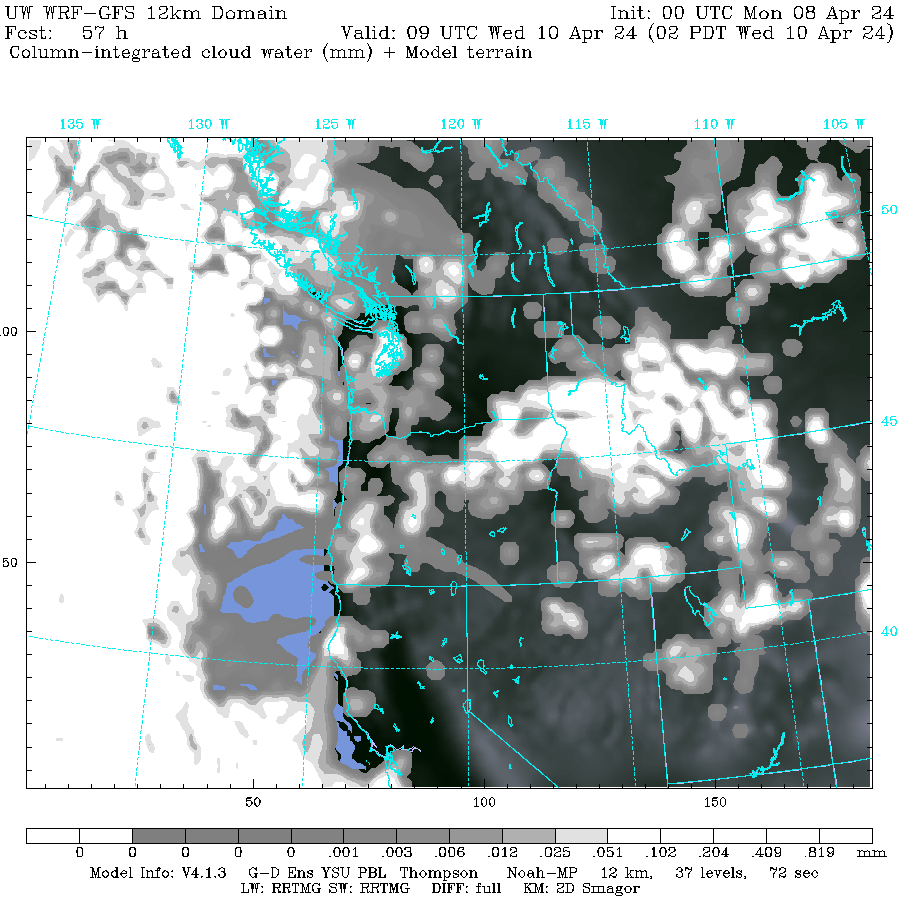 UW WRF-GFS 12km Domain Init: 00 UTC Mon 08 Apr 24
Fcst: 57 h Valid: 09 UTC Wed 10 Apr 24 (02 PDT Wed 10 Apr 24)
Column-integrated cloud water (mm) + Model terrain
135 W 130 W 125 W 120 W 115 W 110 W 105 W
50
100
45
50
40
50 100 150
0 0 0 0 0 .001 .003 .006 .012 .025 .051 .102 .204 .409 .819 mm
Model Info: V4.1.3 G-D Ens YSU PBL Thompson Noah-MP 12 km, 37 levels, 72 sec
LW: RRTMG SW: RRTMG DIFF: full KM: 2D Smagor